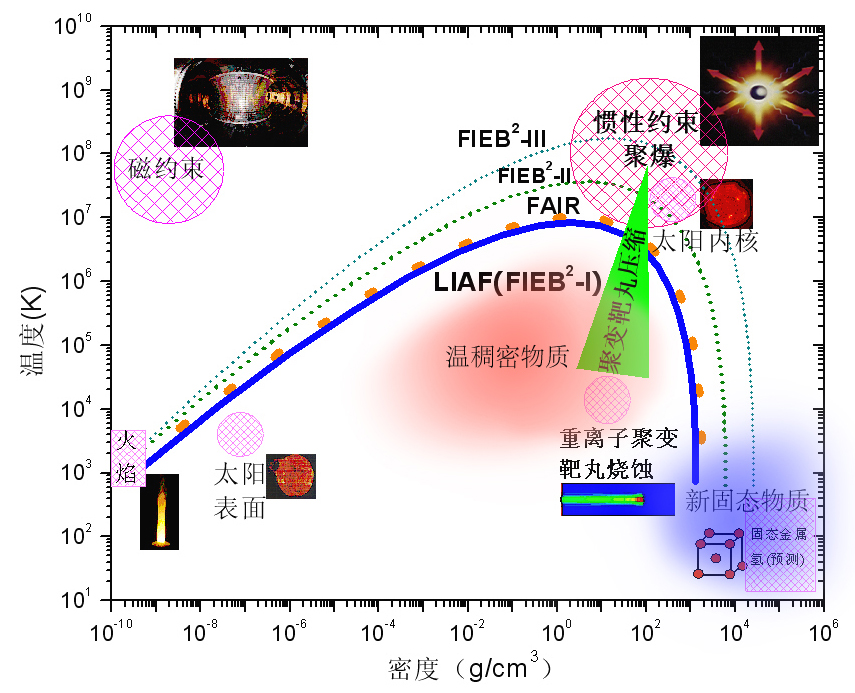 10^10
10^9
10^8
10^7
10^6
10^5
10^4
10^3
10^2
10^1
温度(K)
磁约束
FIEB²-III
惯性约束
聚爆
FIEB²-II
FAIR
太阳内核
LIAF(FIEB²-I)
聚变靶丸压缩
温稠密物质
火
焰
太阳
表面
重离子聚变
靶丸烧蚀
新固态物质
固态金属
氢(预测)
10^-10
10^-8
10^-6
10^-4
10^-2
10^0
10^2
10^4
10^6
密度（g/cm³）